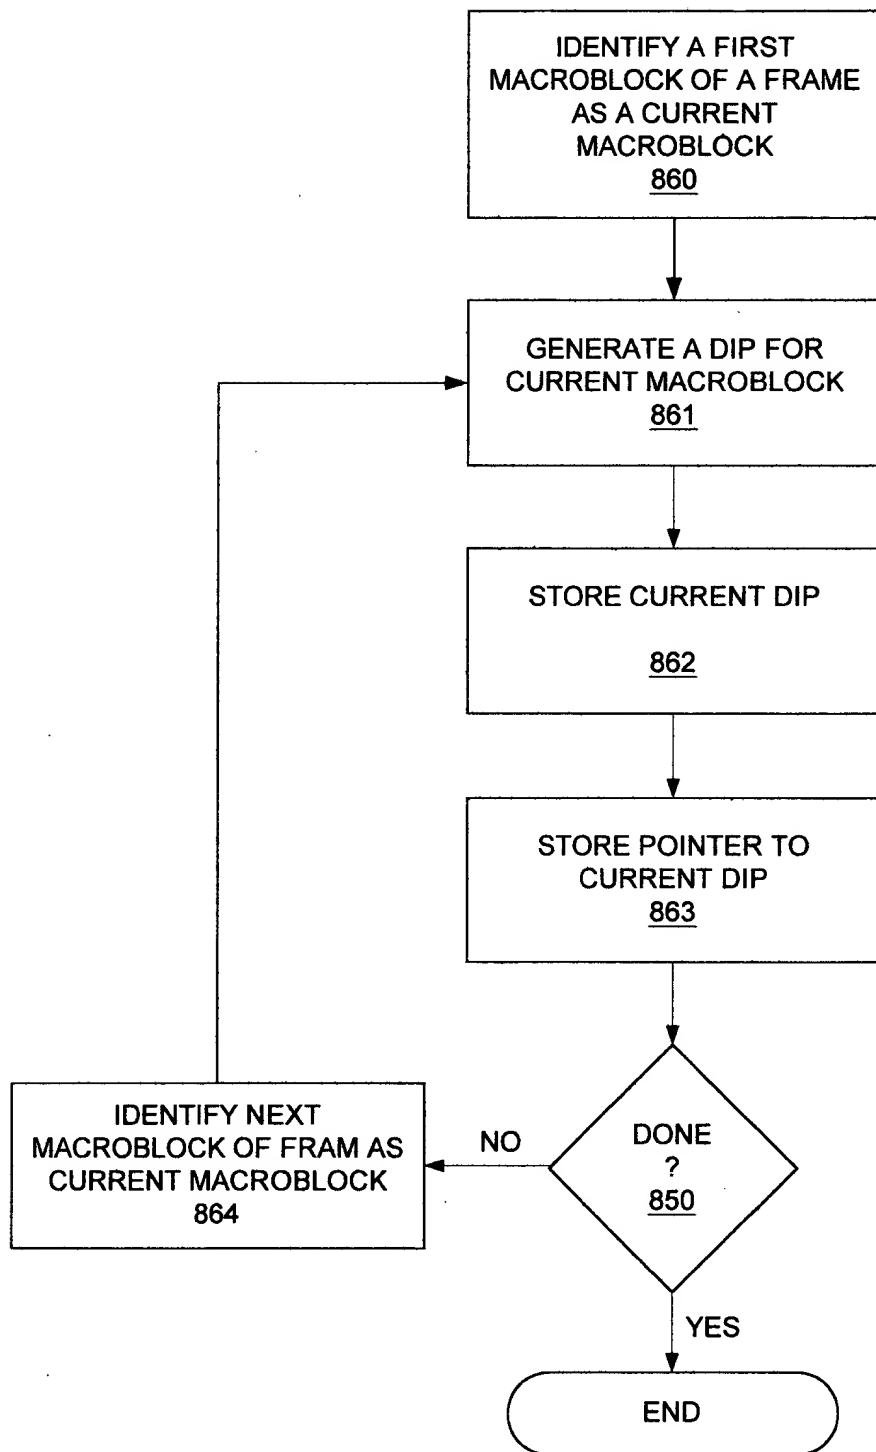 IDENTIFY A FIRST
MACROBLOCK OF A FRAME
AS A CURRENT
MACROBLOCK
860
GENERATE A DIP FOR
CURRENT MACROBLOCK
861
STORE CURRENT DIP
862
STORE POINTER TO
CURRENT DIP
863
DONE
?
850
NO
IDENTIFY NEXT
MACROBLOCK OF FRAM AS
CURRENT MACROBLOCK
864
YES
END